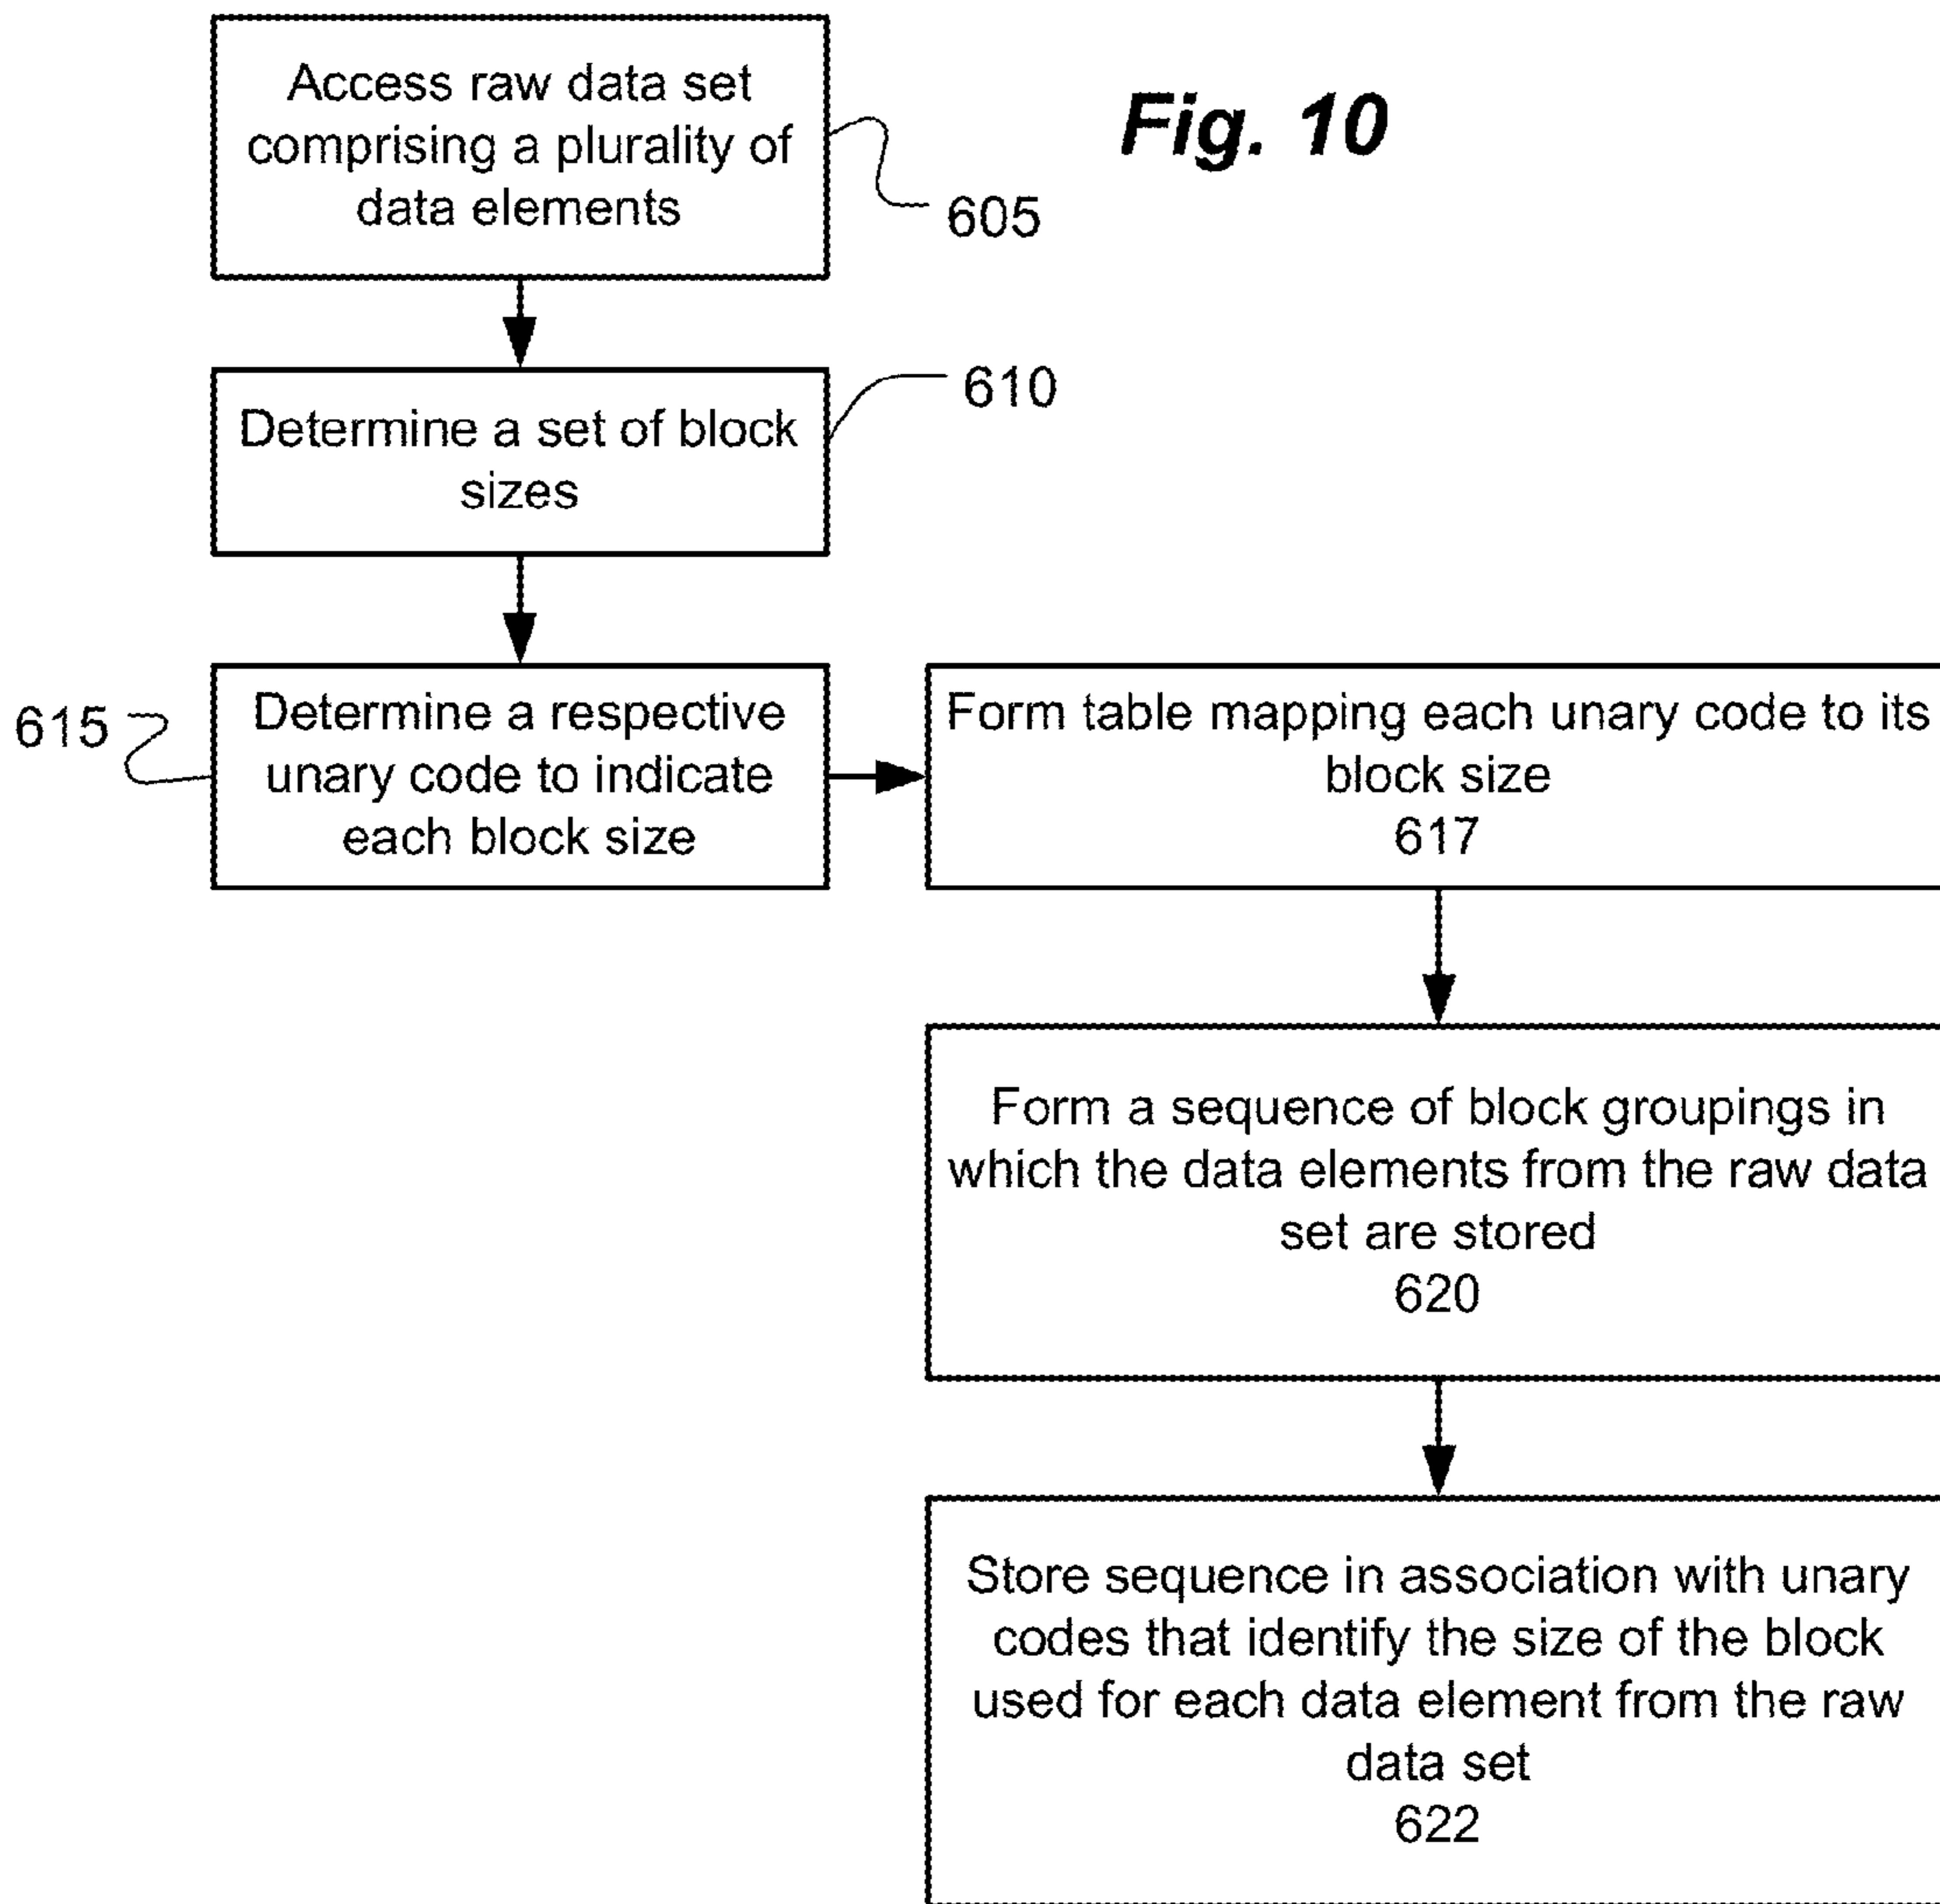 Fig. 10
Access raw data set
comprising a plurality of
data elements
605
Determine a set of block
sizes
610
615
Determine a respective
unary code to indicate
each block size
Form table mapping each unary code to its
block size
617
Form a sequence of block groupings in
which the data elements from the raw data
set are stored
620
Store sequence in association with unary
codes that identify the size of the block
used for each data element from the raw
data set
622